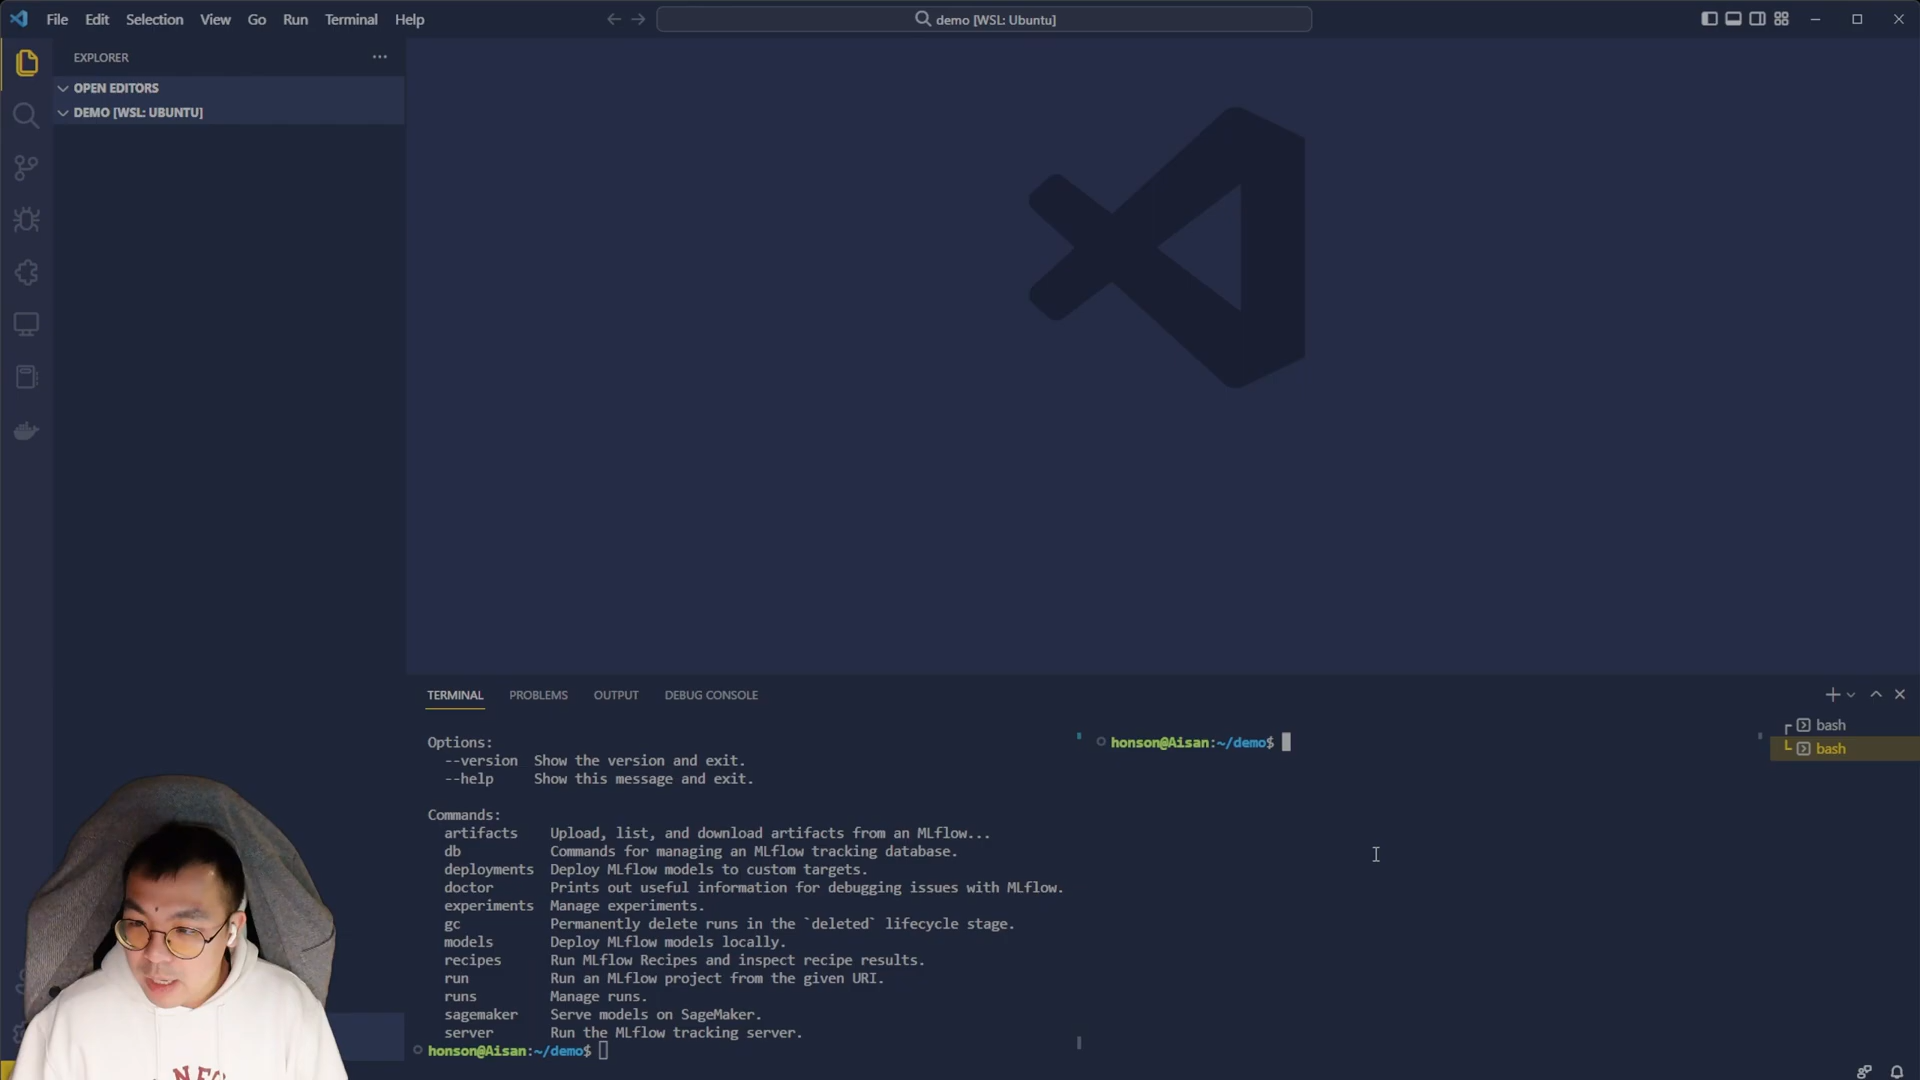 File Edit Selection View Go Run Terminal Help
demo [WSL: Ubuntu]
EXPLORER
OPEN EDITORS
DEMO [WSL: UBUNTU]
TERMINAL PROBLEMS OUTPUT DEBUG CONSOLE
Options:
--version Show the version and exit.
--help Show this message and exit.
Commands:
artifacts Upload, list, and download artifacts from an MLflow...
db Commands for managing an MLflow tracking database.
deployments Deploy MLflow models to custom targets.
doctor Prints out useful information for debugging issues with MLflow.
experiments Manage experiments.
gc Permanently delete runs in the `deleted` lifecycle stage.
models Deploy MLflow models locally.
recipes Run MLflow Recipes and inspect recipe results.
run Run an MLflow project from the given URI.
runs Manage runs.
sagemaker Serve models on SageMaker.
server Run the MLflow tracking server.
honson@Aisan:~/demo$
honson@Aisan:~/demo$
bash
bash